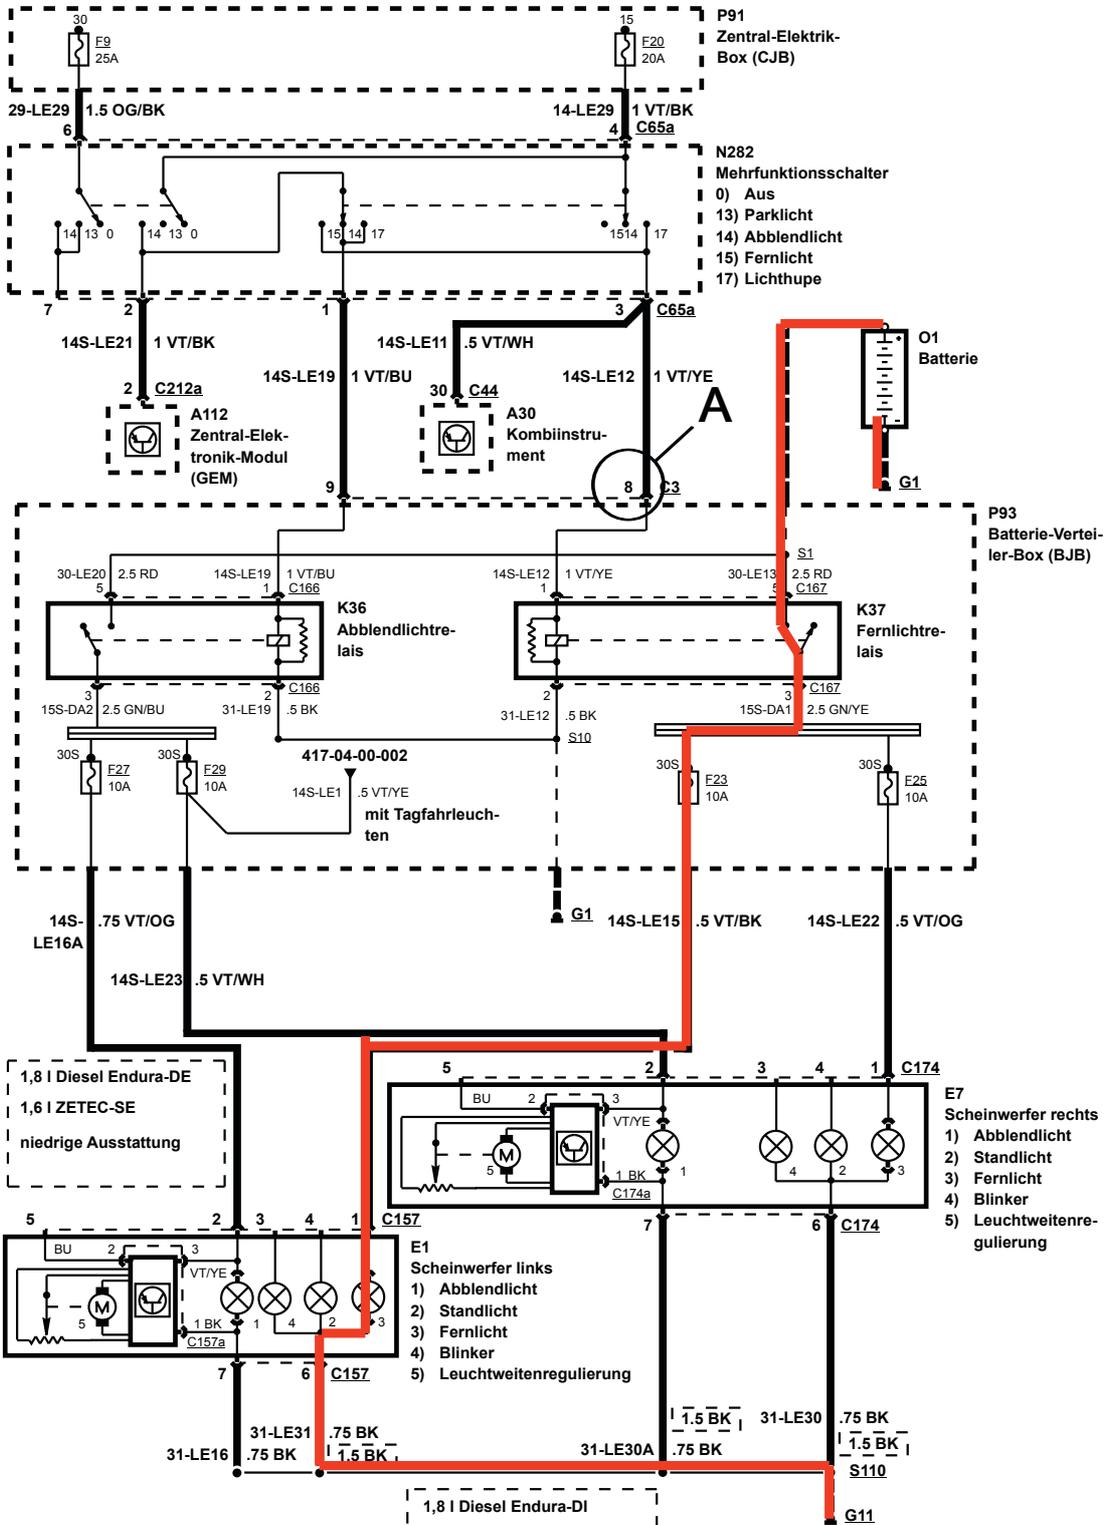 P91
Zentral-Elektrik-
Box (CJB)
30
F9
25A
15
F20
20A
29-LE29 1.5 OG/BK
6
14-LE29 1 VT/BK
4 C65a
N282
Mehrfunktionsschalter
0) Aus
13) Parklicht
14) Abblendlicht
15) Fernlicht
17) Lichthupe
14 13 0
14 13 0
15 14 17
15 14 17
7
2
1
3 C65a
14S-LE21 1 VT/BK
14S-LE11 .5 VT/WH
14S-LE19 1 VT/BU
14S-LE12 1 VT/YE
2 C212a
30 C44
A112
Zentral-Elek-
tronik-Modul
(GEM)
A30
Kombiinstru-
ment
A
O1
Batterie
+
-
G1
9
8 C3
P93
Batterie-Vertei-
ler-Box (BJB)
S1
30-LE20 2.5 RD
5
14S-LE19 1 VT/BU
1 C166
14S-LE12 1 VT/YE
1
30-LE13 2.5 RD
5 C167
K36
Abblendlichtre-
lais
K37
Fernlichtre-
lais
3
2 C166
15S-DA2 2.5 GN/BU
31-LE19 .5 BK
2
31-LE12 .5 BK
3 C167
15S-DA1 2.5 GN/YE
S10
30S
F27
10A
30S
F29
10A
417-04-00-002
14S-LE1 .5 VT/YE
mit Tagfahrleuch-
ten
30S
F23
10A
30S
F25
10A
G1
14S-
LE16A
.75 VT/OG
14S-LE23 .5 VT/WH
14S-LE15 .5 VT/BK
14S-LE22 .5 VT/OG
1,8 l Diesel Endura-DE
1,6 l ZETEC-SE
niedrige Ausstattung
5 2 3 4 1 C174
BU 2 3
VT/YE
M
5
1 BK
C174a
1 4 2 3
7 6 C174
E7
Scheinwerfer rechts
1) Abblendlicht
2) Standlicht
3) Fernlicht
4) Blinker
5) Leuchtweitenre-
gulierung
5 2 3 4 1 C157
BU 2 3
VT/YE
M
5
1 BK
C157a
1 4 2 3
7 6 C157
E1
Scheinwerfer links
1) Abblendlicht
2) Standlicht
3) Fernlicht
4) Blinker
5) Leuchtweitenregulierung
31-LE16 .75 BK
31-LE31 .75 BK
1.5 BK
31-LE30A .75 BK
1.5 BK
31-LE30 .75 BK
1.5 BK
S110
1,8 l Diesel Endura-DI
G11